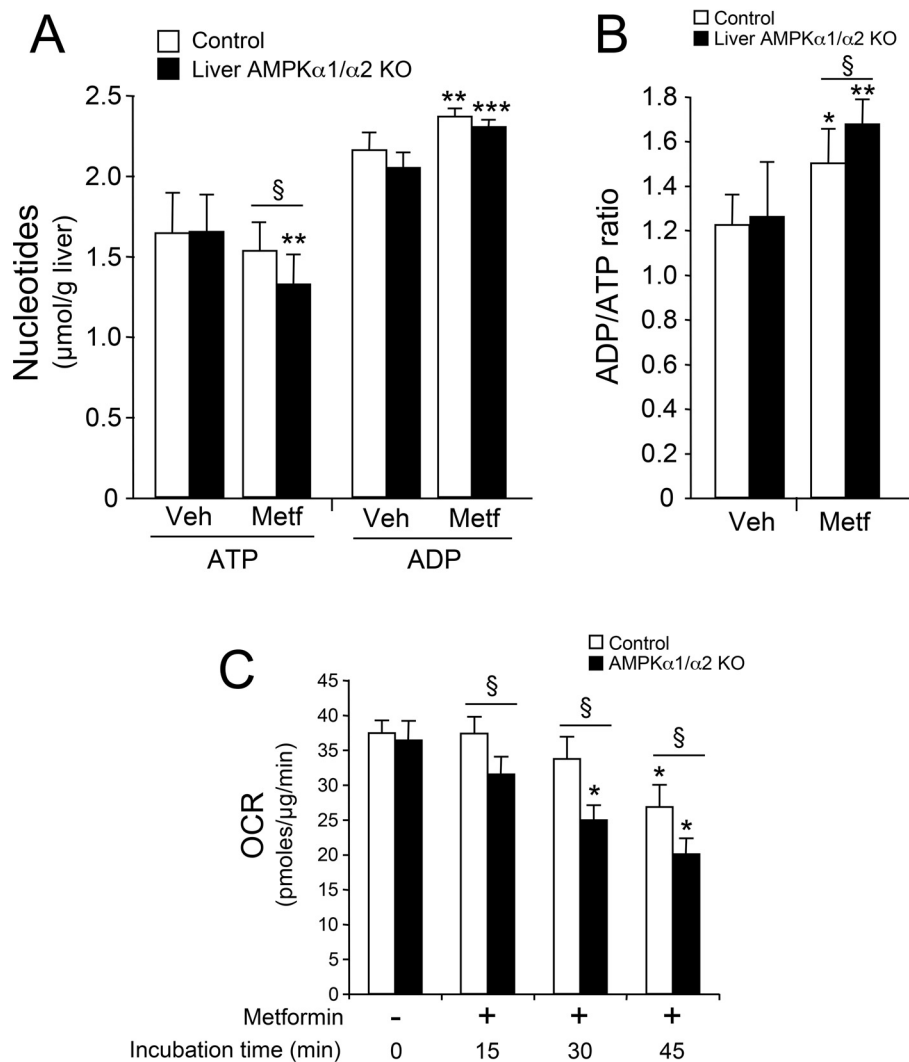 A
Control
Liver AMPKα1/α2 KO
Nucleotides
(µmol/g liver)
2.5
2.0
1.5
1.0
0.5
0
§
**
** ***
Veh Metf Veh Metf
ATP ADP
B
Control
Liver AMPKα1/α2 KO
ADP/ATP ratio
1.8
1.6
1.4
1.2
1.0
1.2
0.8
0.6
0.4
0.2
0
§
* **
Veh Metf
C
Control
AMPKα1/α2 KO
OCR
(pmoles/µg/min)
45
40
35
30
25
20
15
10
5
0
§ § §
* * *
Metformin - + + +
Incubation time (min) 0 15 30 45